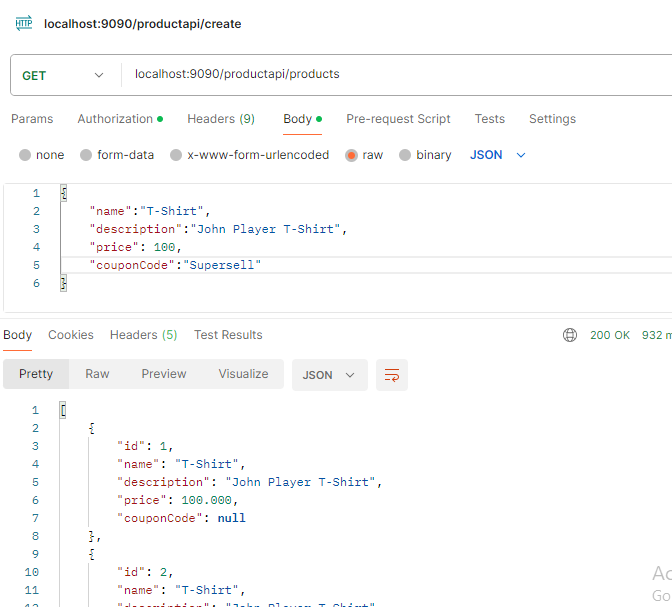 HTTP localhost:9090/productapi/create
GET localhost:9090/productapi/products
Params Authorization Headers (9) Body Pre-request Script Tests Settings
none form-data x-www-form-urlencoded raw binary JSON
1 {
2 "name":"T-Shirt",
3 "description":"John Player T-Shirt",
4 "price": 100,
5 "couponCode":"Supersell"
6 }
Body Cookies Headers (5) Test Results 200 OK 932 m
Pretty Raw Preview Visualize JSON
1 [
2 {
3 "id": 1,
4 "name": "T-Shirt",
5 "description": "John Player T-Shirt",
6 "price": 100.000,
7 "couponCode": null
8 },
9 {
10 "id": 2,
11 "name": "T-Shirt",
12 "description": "John Player T-Shirt",
Ac
Go